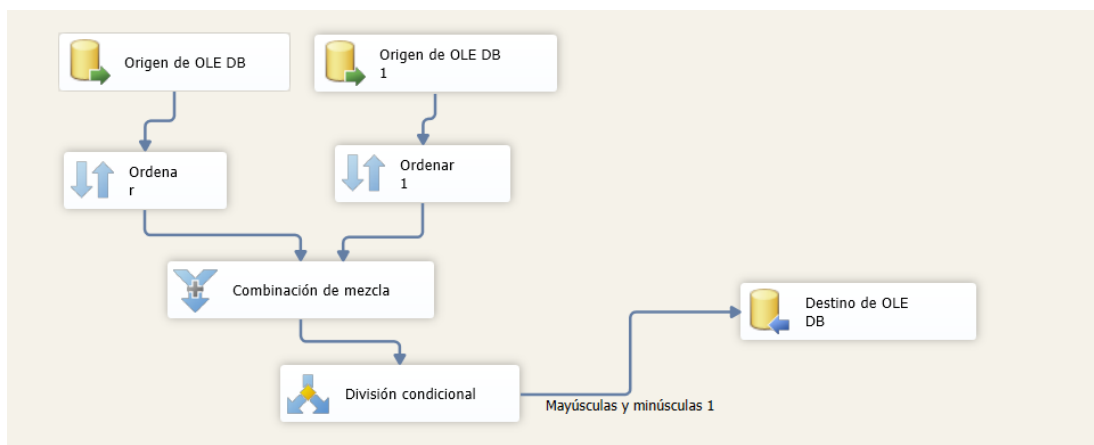 Origen de OLE DB
Origen de OLE DB
1
Ordena
r
Ordenar
1
Combinación de mezcla
Destino de OLE
DB
División condicional
Mayúsculas y minúsculas 1